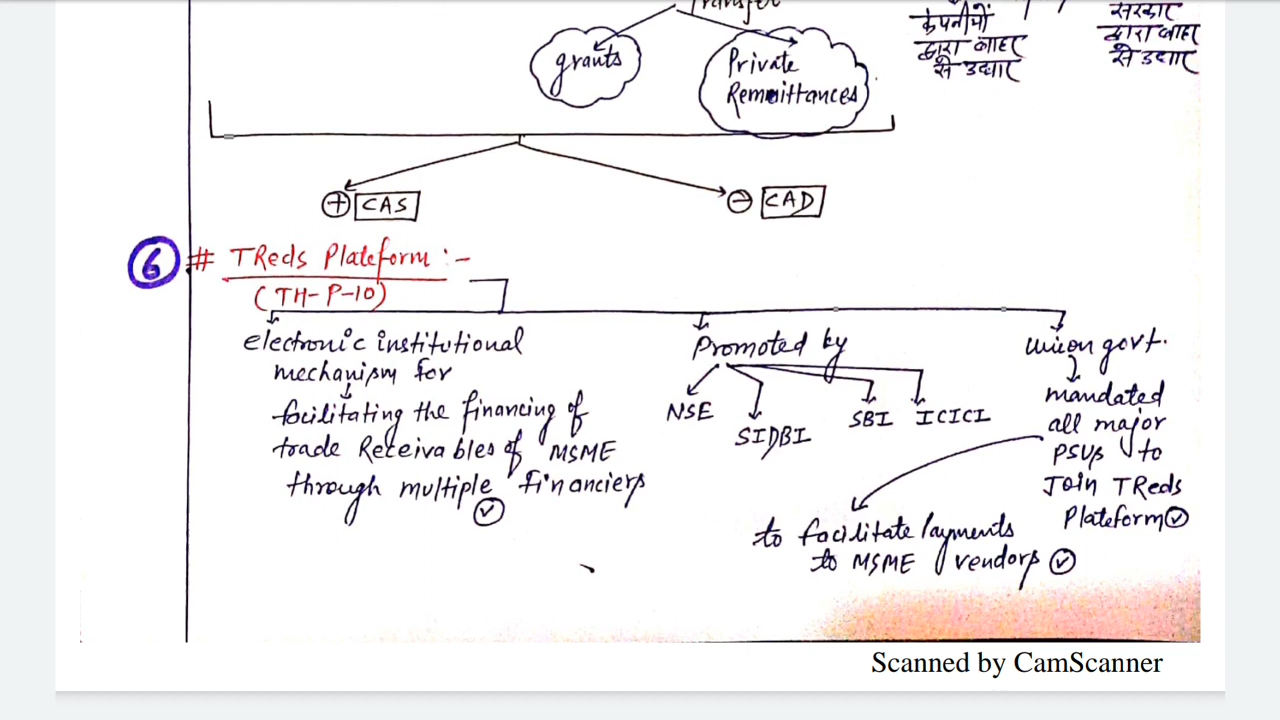 Transfer
grants
Private
Remittances
कंपनीयों
द्वारा बाहर
से उधार
सरकार
द्वारा बाहर
से उधार
+ CAS
- CAD
6 # TReds Plateform :-
(TH-P-10)
electronic institutional
mechanism for
facilitating the financing of
trade Receivables of MSME
through multiple financiers
Promoted by
NSE
SIDBI
SBI
ICICI
Union govt.
mandated
all major
PSUs to
Join TReds
Plateform
to facilitate payments
to MSME vendors
Scanned by CamScanner